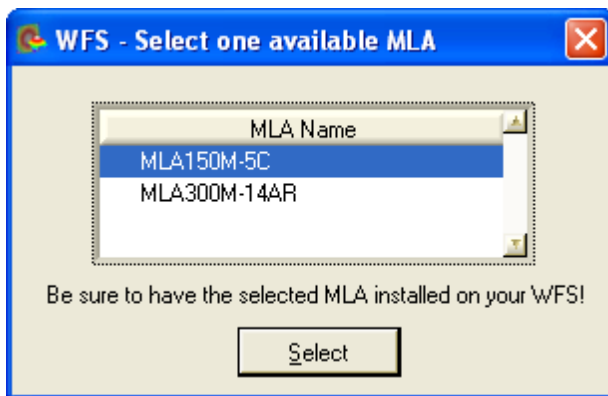 WFS - Select one available MLA
MLA Name
MLA150M-5C
MLA300M-14AR
Be sure to have the selected MLA installed on your WFS!
Select